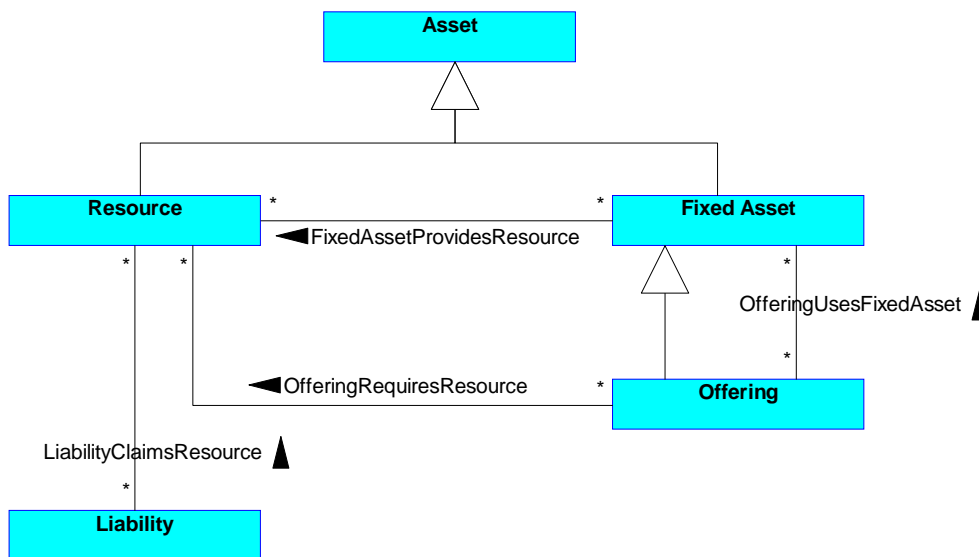 Asset
Resource
* *
Fixed Asset
FixedAssetProvidesResource
* * *
OfferingUsesFixedAsset
*
OfferingRequiresResource
*
Offering
LiabilityClaimsResource
*
Liability